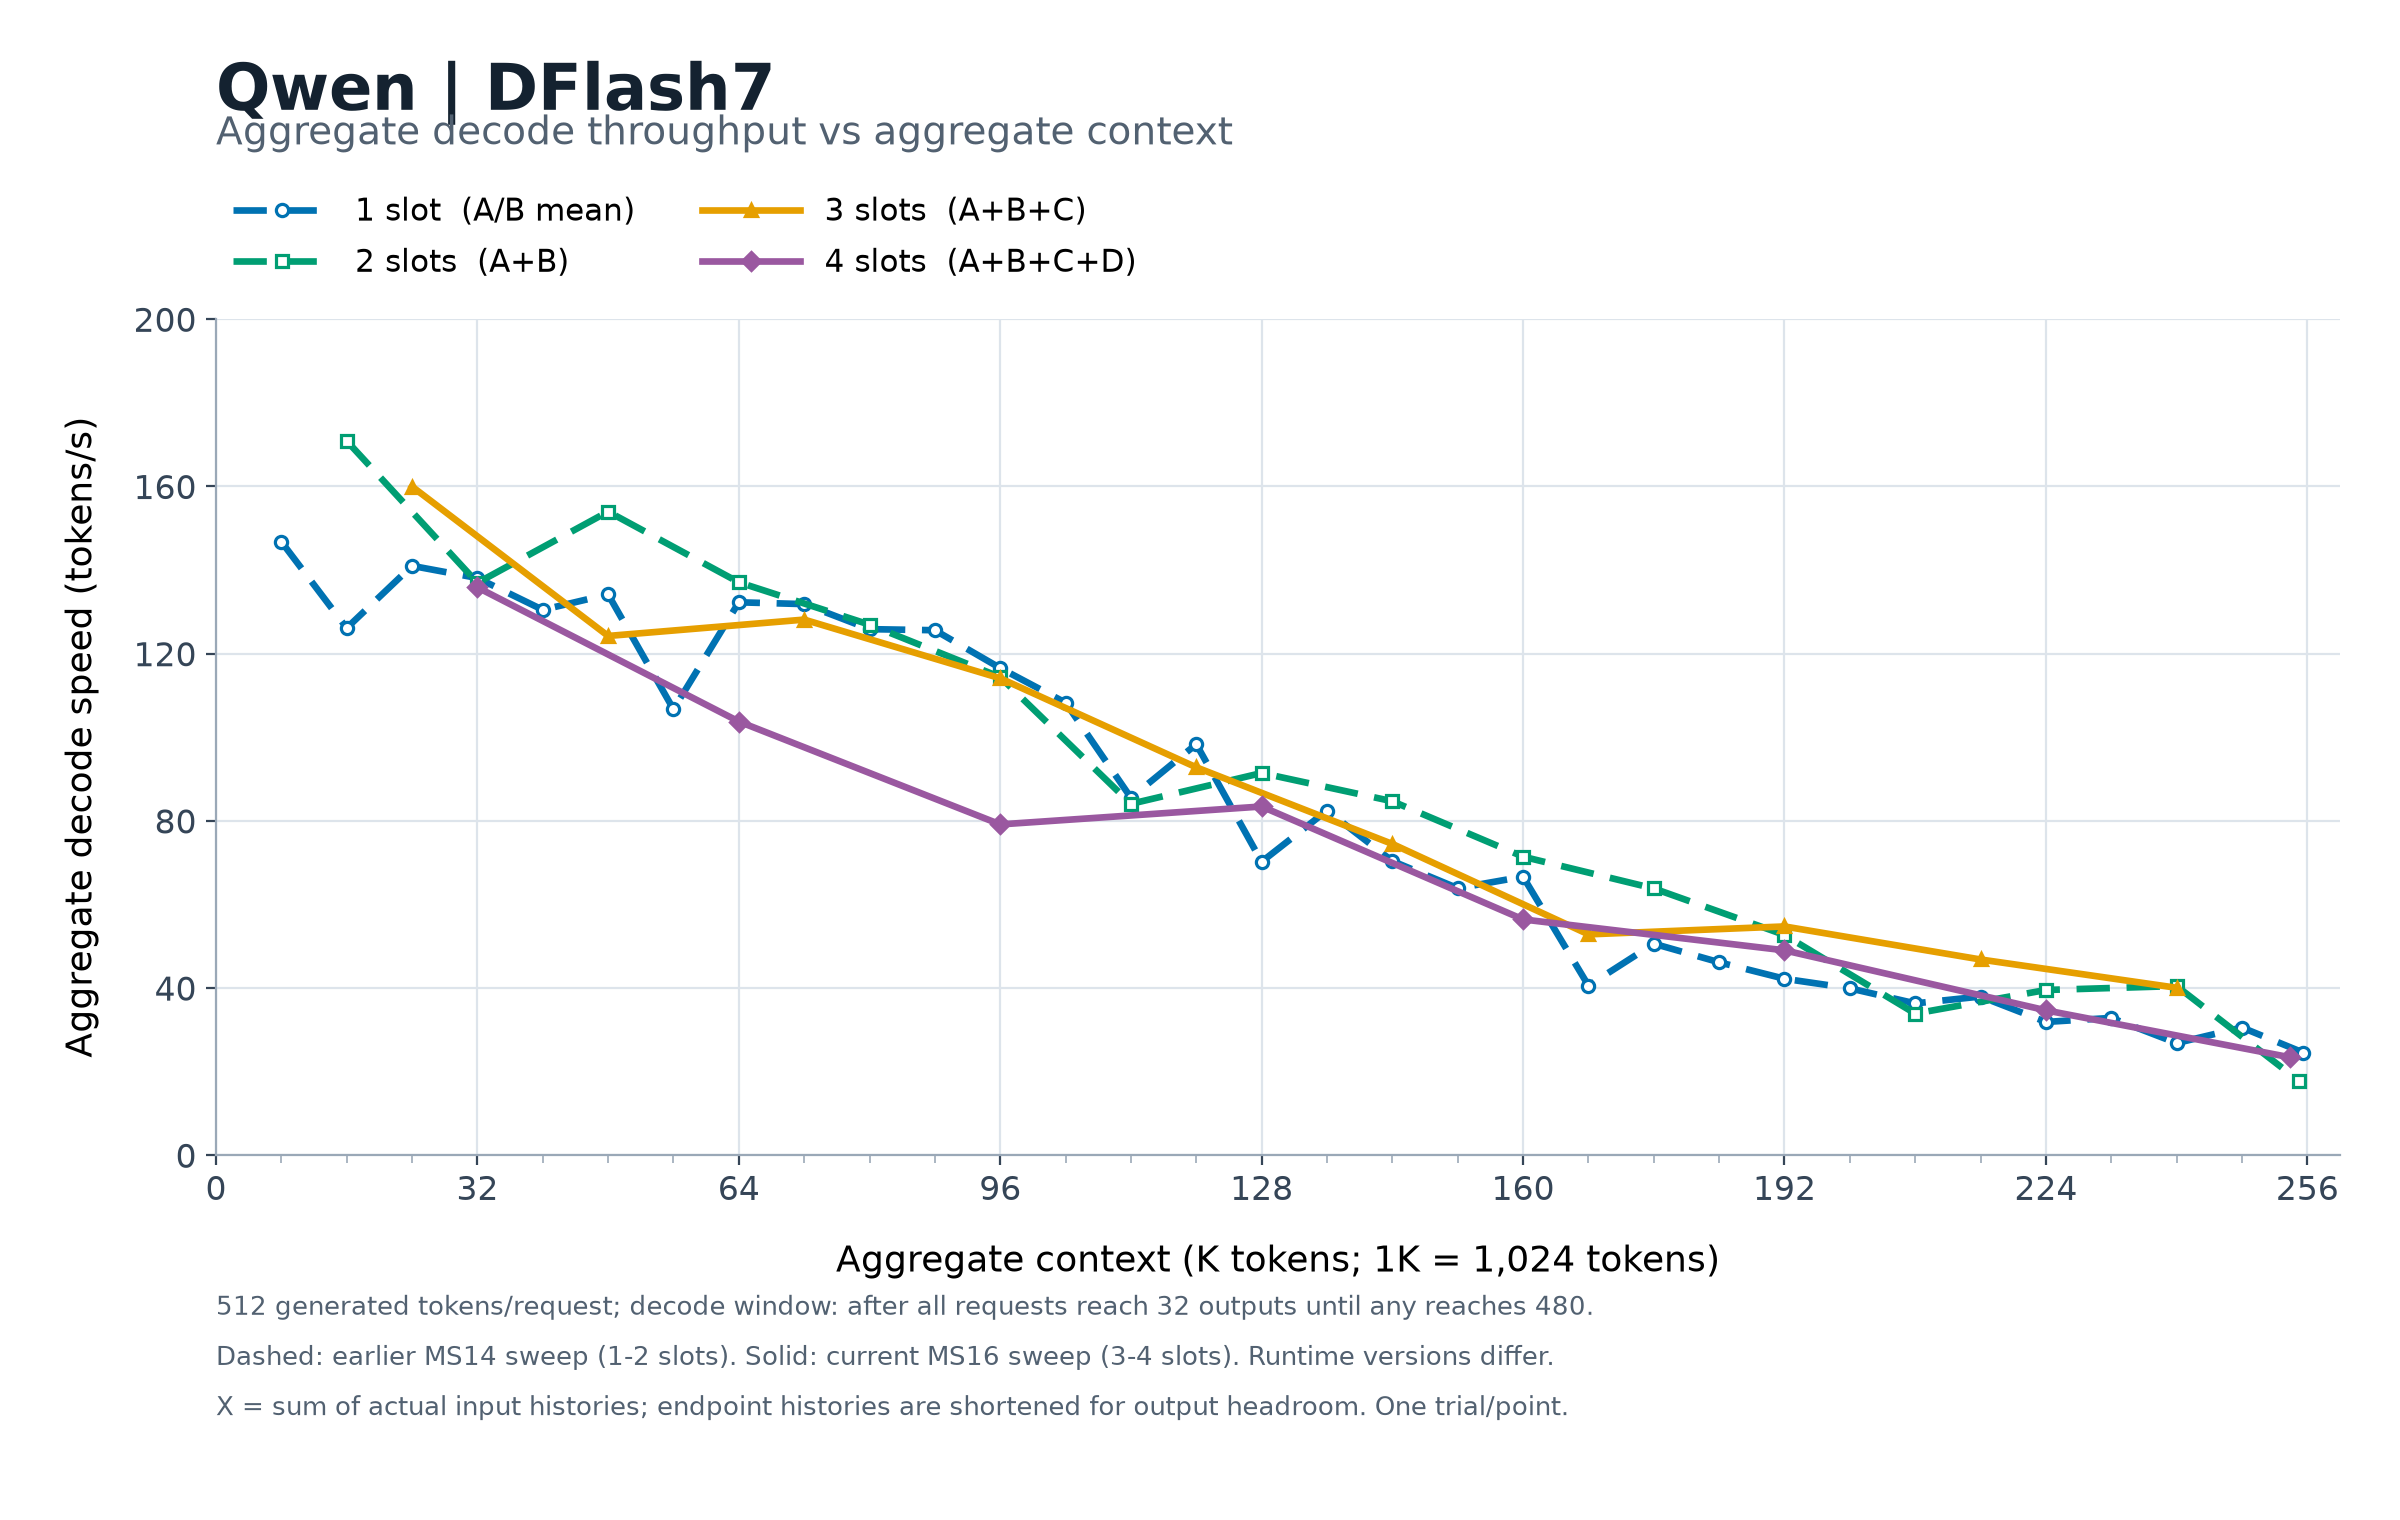 Qwen | DFlash7
Aggregate decode throughput vs aggregate context
1 slot (A/B mean)
2 slots (A+B)
3 slots (A+B+C)
4 slots (A+B+C+D)
Aggregate decode speed (tokens/s)
200
160
120
80
40
0
0 32 64 96 128 160 192 224 256
Aggregate context (K tokens; 1K = 1,024 tokens)
512 generated tokens/request; decode window: after all requests reach 32 outputs until any reaches 480.
Dashed: earlier MS14 sweep (1-2 slots). Solid: current MS16 sweep (3-4 slots). Runtime versions differ.
X = sum of actual input histories; endpoint histories are shortened for output headroom. One trial/point.